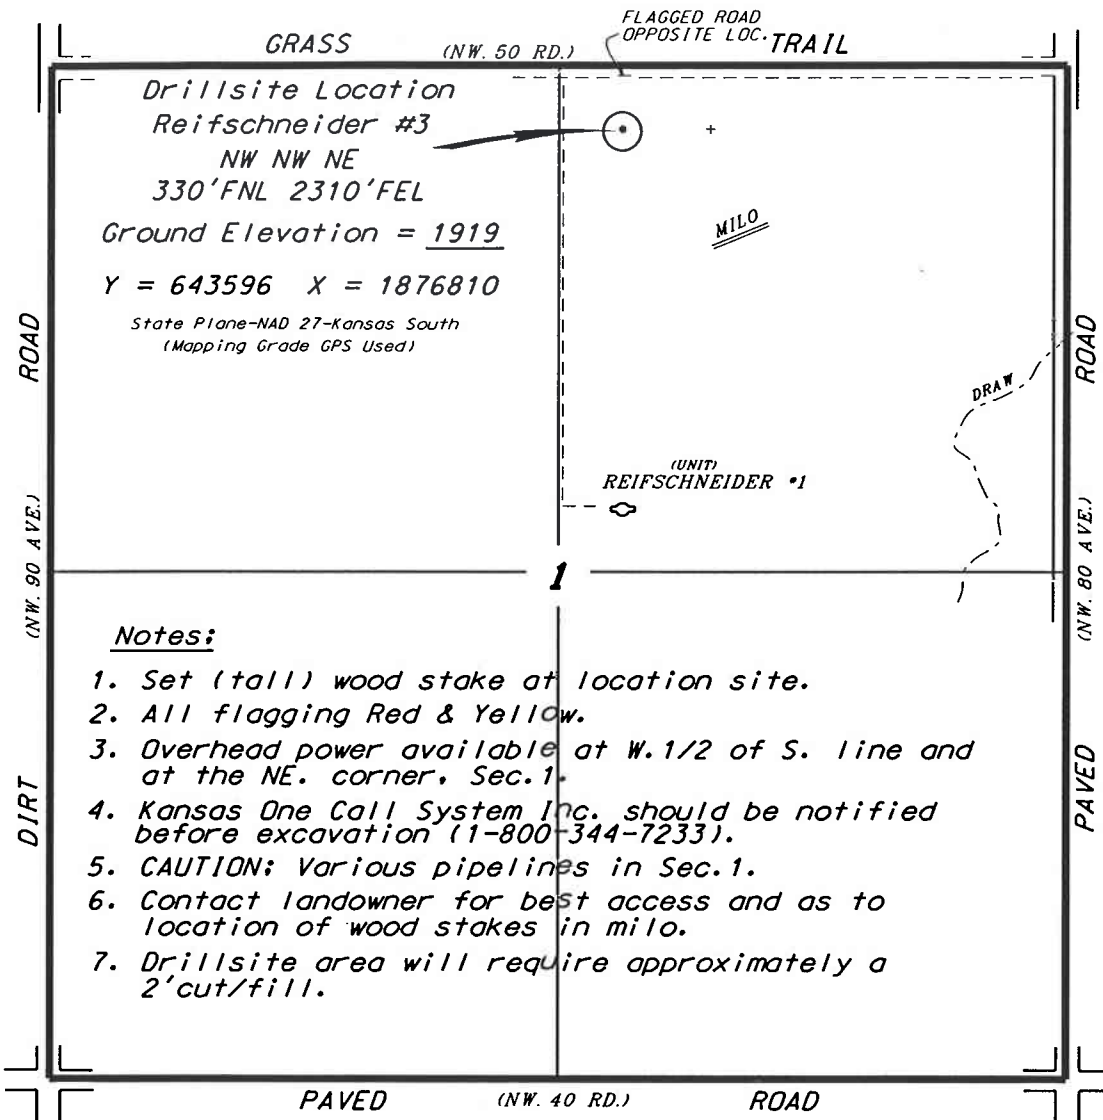 FLAGGED ROAD
OPPOSITE LOC.
GRASS (NW. 50 RD.) TRAIL
Drillsite Location
Reifschneider #3
NW NW NE
330'FNL 2310'FEL
Ground Elevation = 1919
Y = 643596 X = 1876810
State Plane-NAD 27-Kansas South
(Mapping Grade GPS Used)
MILO
DRAW
(UNIT)
REIFSCHNEIDER #1
1
DIRT (NW. 90 AVE.) ROAD
PAVED (NW. 80 AVE.) ROAD
Notes:
1. Set (tall) wood stake at location site.
2. All flagging Red & Yellow.
3. Overhead power available at W.1/2 of S. line and
at the NE. corner, Sec.1.
4. Kansas One Call System Inc. should be notified
before excavation (1-800-344-7233).
5. CAUTION: Various pipelines in Sec.1.
6. Contact landowner for best access and as to
location of wood stakes in milo.
7. Drillsite area will require approximately a
2'cut/fill.
PAVED (NW. 40 RD.) ROAD